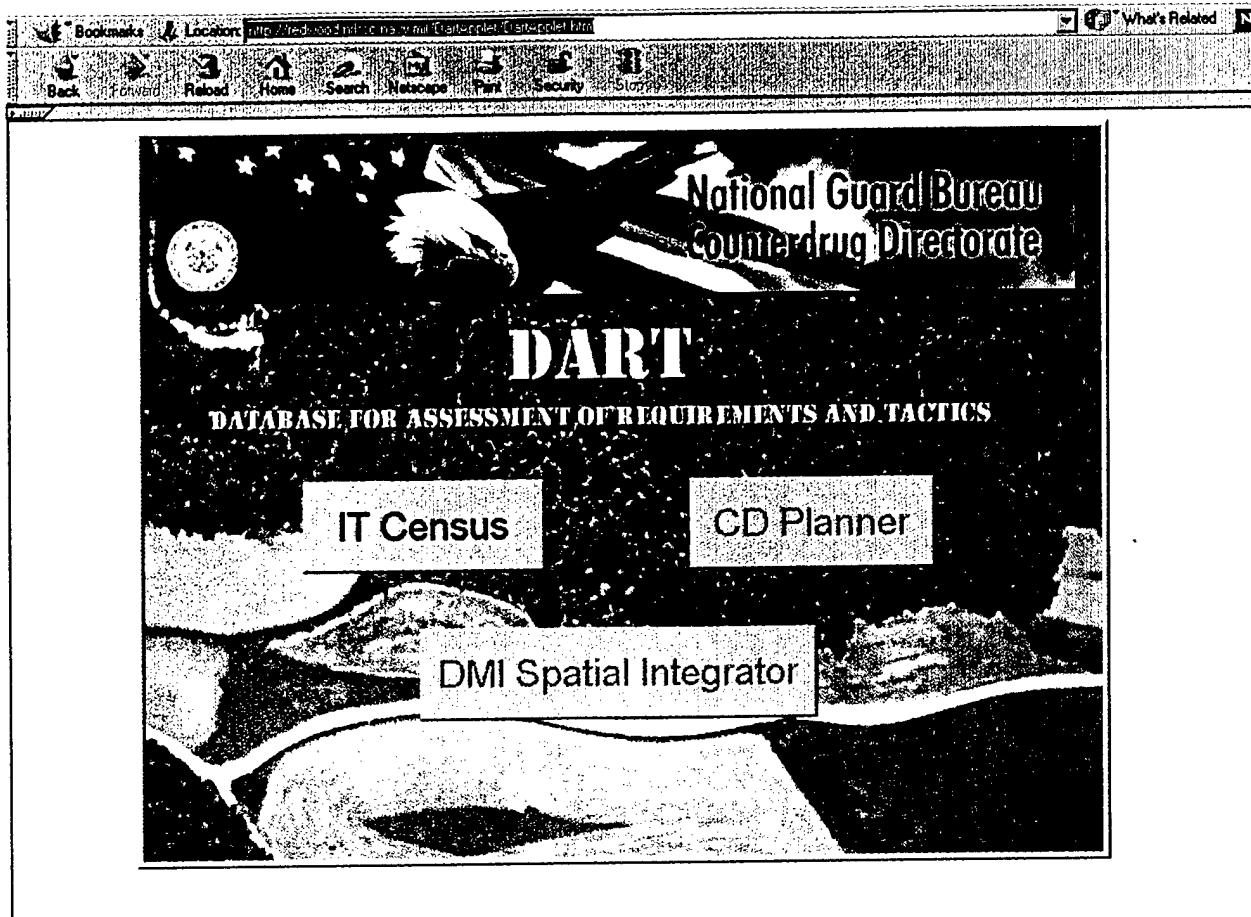 Bookmarks Location:
What's Related N
Back Forward Reload Home Search Netscape Print Security Stop
National Guard Bureau
Counterdrug Directorate
DART
DATABASE FOR ASSESSMENT OF REQUIREMENTS AND TACTICS
IT Census
CD Planner
DMI Spatial Integrator